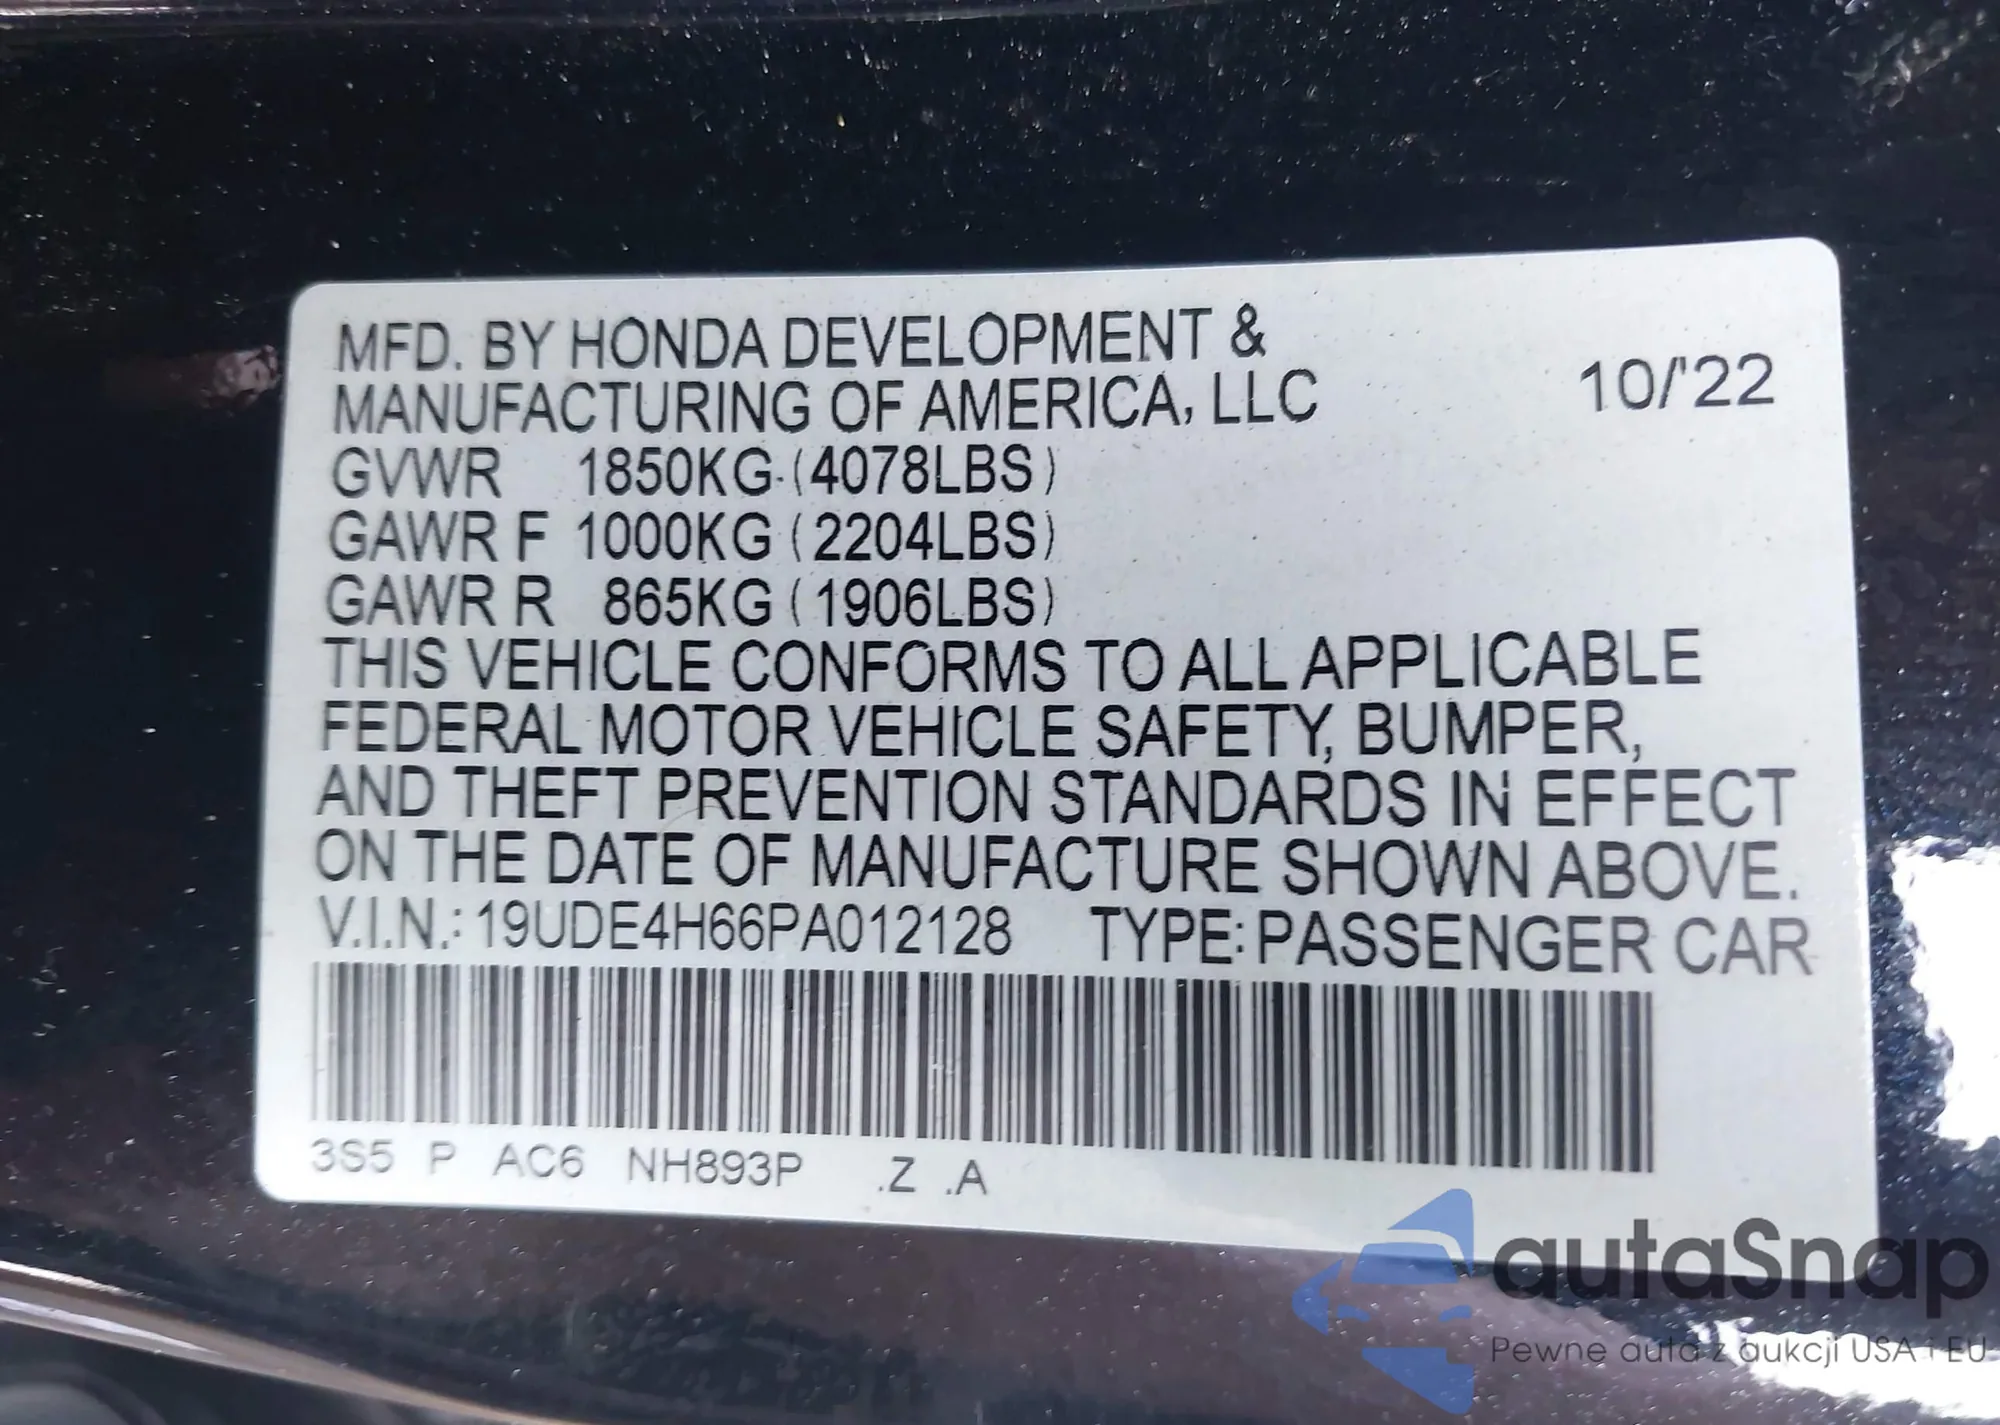 MFD. BY HONDA DEVELOPMENT &
MANUFACTURING OF AMERICA, LLC
10/'22
GVWR 1850KG (4078LBS)
GAWR F 1000KG (2204LBS)
GAWR R 865KG (1906LBS)
THIS VEHICLE CONFORMS TO ALL APPLICABLE
FEDERAL MOTOR VEHICLE SAFETY, BUMPER,
AND THEFT PREVENTION STANDARDS IN EFFECT
ON THE DATE OF MANUFACTURE SHOWN ABOVE.
V.I.N.: 19UDE4H66PA012128 TYPE: PASSENGER CAR
3S5 P AC6 NH893P .Z .A
autaSnap
Pewne auta z aukcji USA i EU